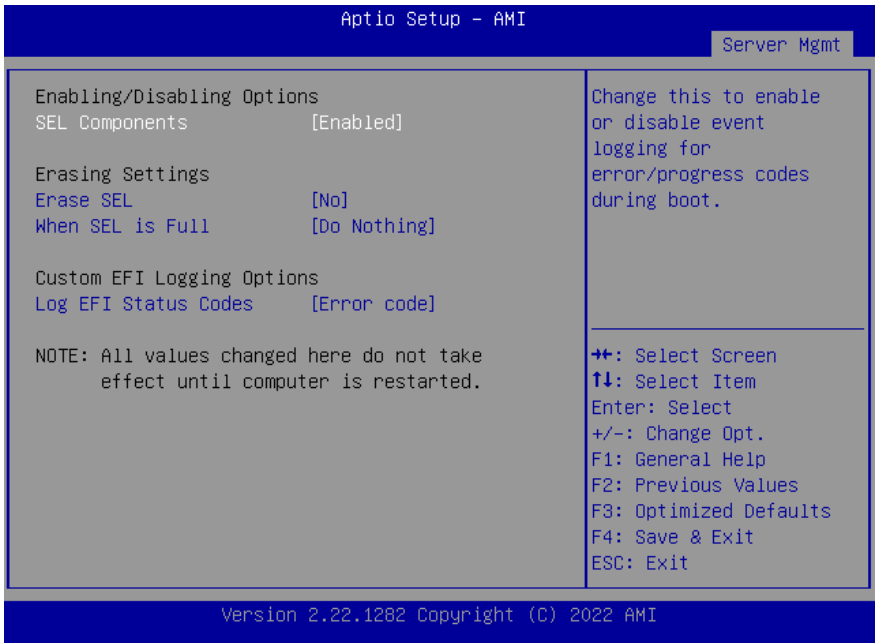 Aptio Setup – AMI
Server Mgmt
Enabling/Disabling Options
SEL Components [Enabled]
Erasing Settings
Erase SEL [No]
When SEL is Full [Do Nothing]
Custom EFI Logging Options
Log EFI Status Codes [Error code]
NOTE: All values changed here do not take
effect until computer is restarted.
Change this to enable
or disable event
logging for
error/progress codes
during boot.
→←: Select Screen
↑↓: Select Item
Enter: Select
+/-: Change Opt.
F1: General Help
F2: Previous Values
F3: Optimized Defaults
F4: Save & Exit
ESC: Exit
Version 2.22.1282 Copyright (C) 2022 AMI